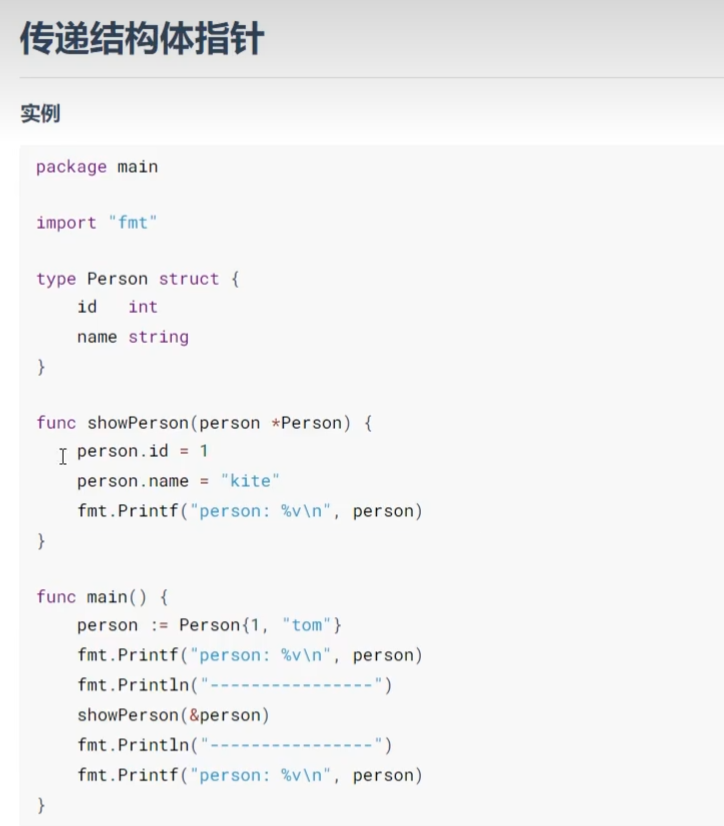 传递结构体指针
实例
package main
import "fmt"
type Person struct {
    id   int
    name string
}
func showPerson(person *Person) {
    person.id = 1
    person.name = "kite"
    fmt.Printf("person: %v\n", person)
}
func main() {
    person := Person{1, "tom"}
    fmt.Printf("person: %v\n", person)
    fmt.Println("----------------")
    showPerson(&person)
    fmt.Println("----------------")
    fmt.Printf("person: %v\n", person)
}